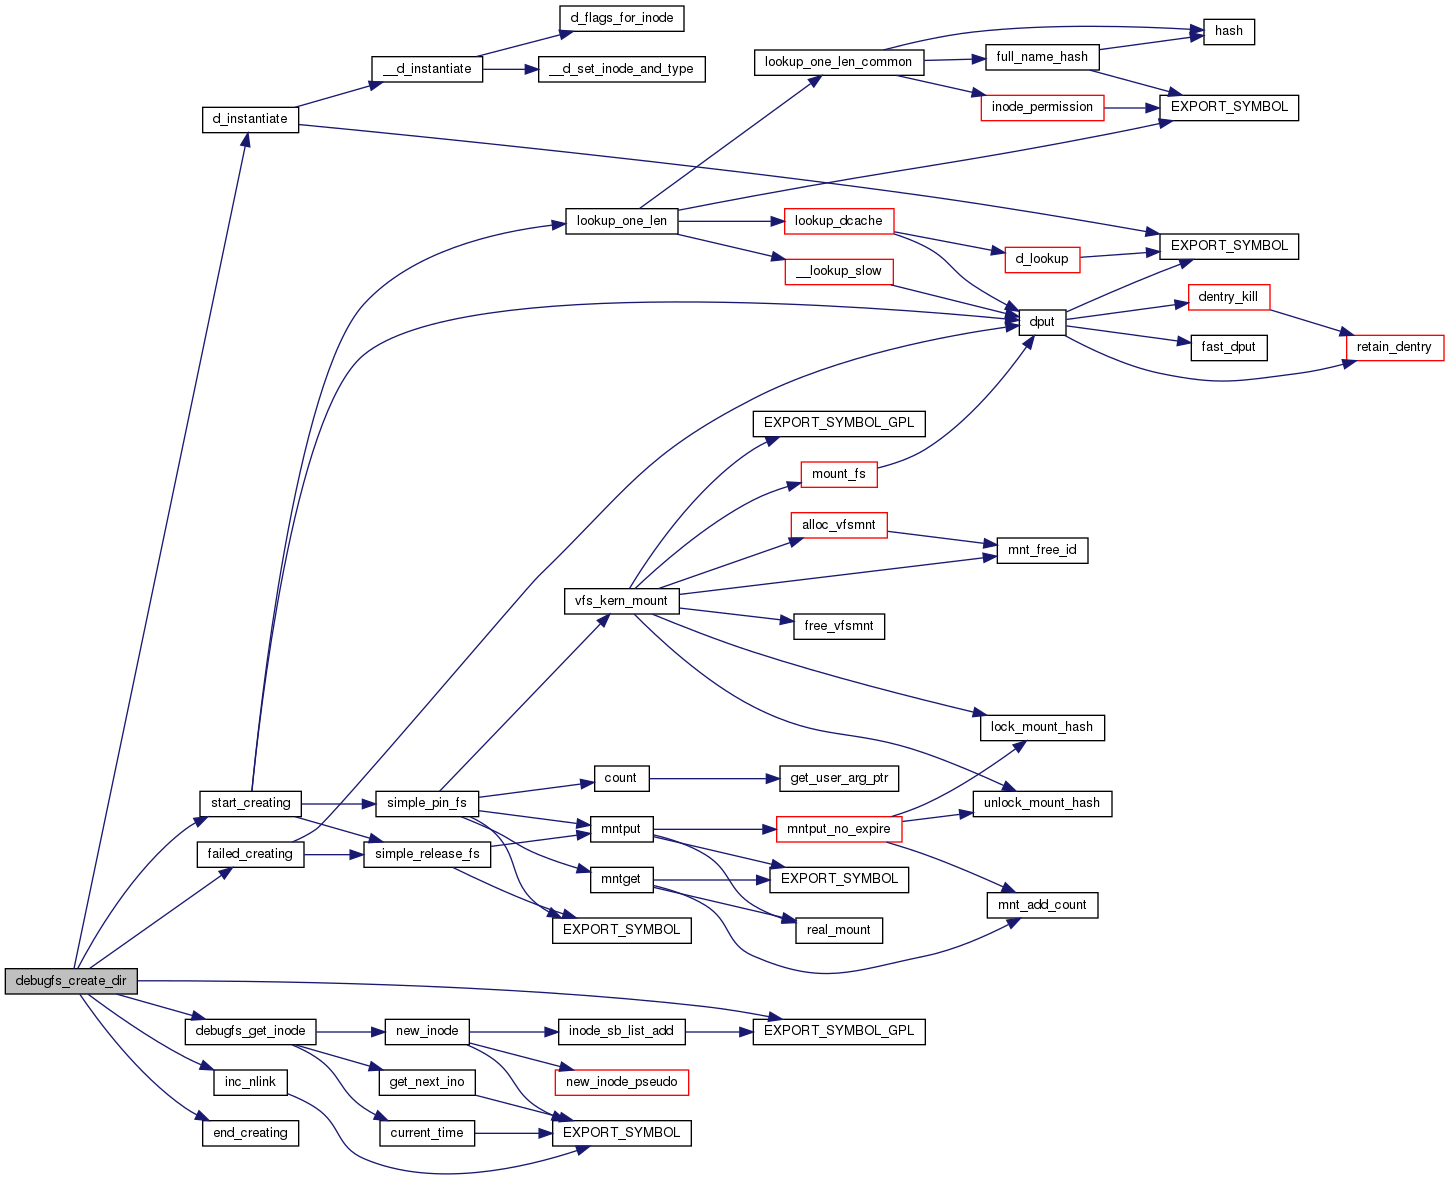 d_flags_for_inode
__d_instantiate
__d_set_inode_and_type
d_instantiate
hash
lookup_one_len_common
full_name_hash
inode_permission
EXPORT_SYMBOL
lookup_one_len
lookup_dcache
EXPORT_SYMBOL
d_lookup
__lookup_slow
dentry_kill
dput
fast_dput
retain_dentry
EXPORT_SYMBOL_GPL
mount_fs
alloc_vfsmnt
mnt_free_id
vfs_kern_mount
free_vfsmnt
lock_mount_hash
count
get_user_arg_ptr
start_creating
simple_pin_fs
unlock_mount_hash
mntput
mntput_no_expire
failed_creating
simple_release_fs
mntget
EXPORT_SYMBOL
mnt_add_count
EXPORT_SYMBOL
real_mount
debugfs_create_dir
debugfs_get_inode
new_inode
inode_sb_list_add
EXPORT_SYMBOL_GPL
inc_nlink
get_next_ino
new_inode_pseudo
end_creating
current_time
EXPORT_SYMBOL